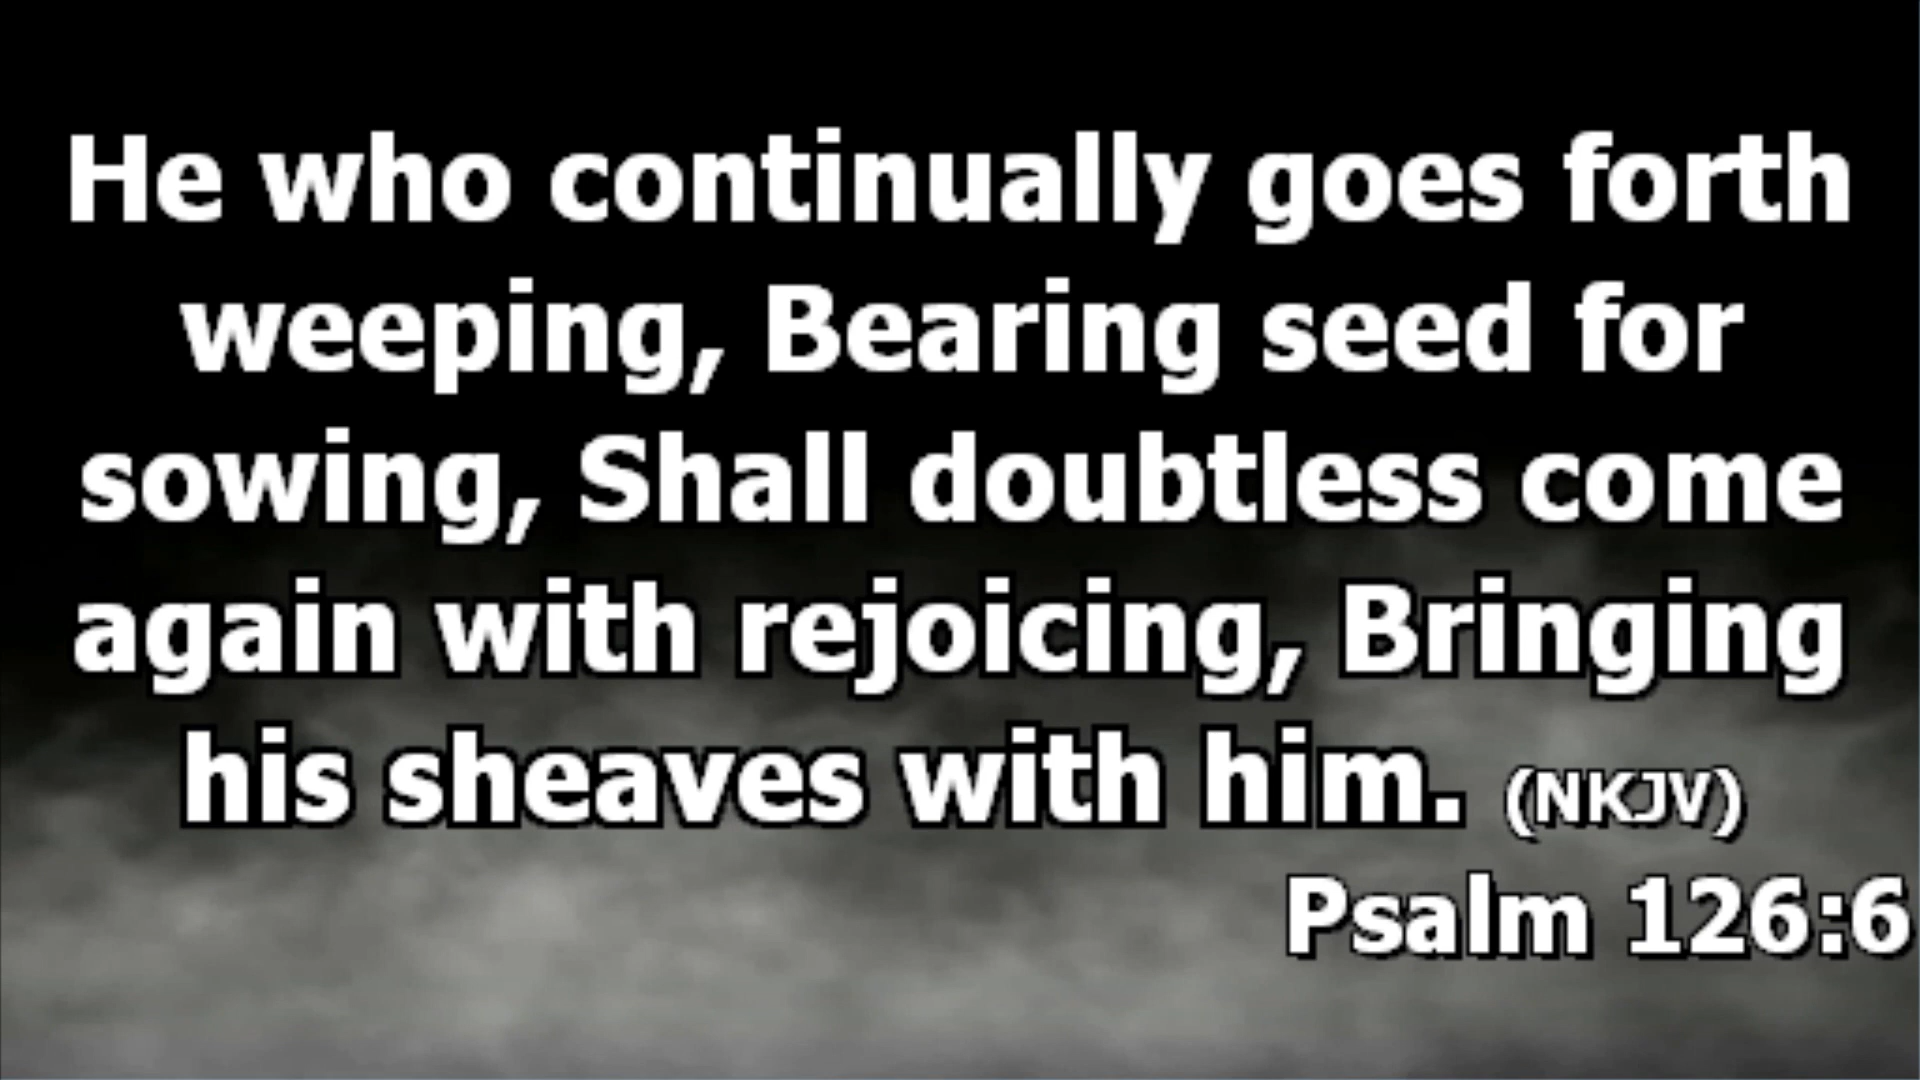 He who continually goes forth
weeping, Bearing seed for
sowing, Shall doubtless come
again with rejoicing, Bringing
his sheaves with him. (NKJV)
Psalm 126:6